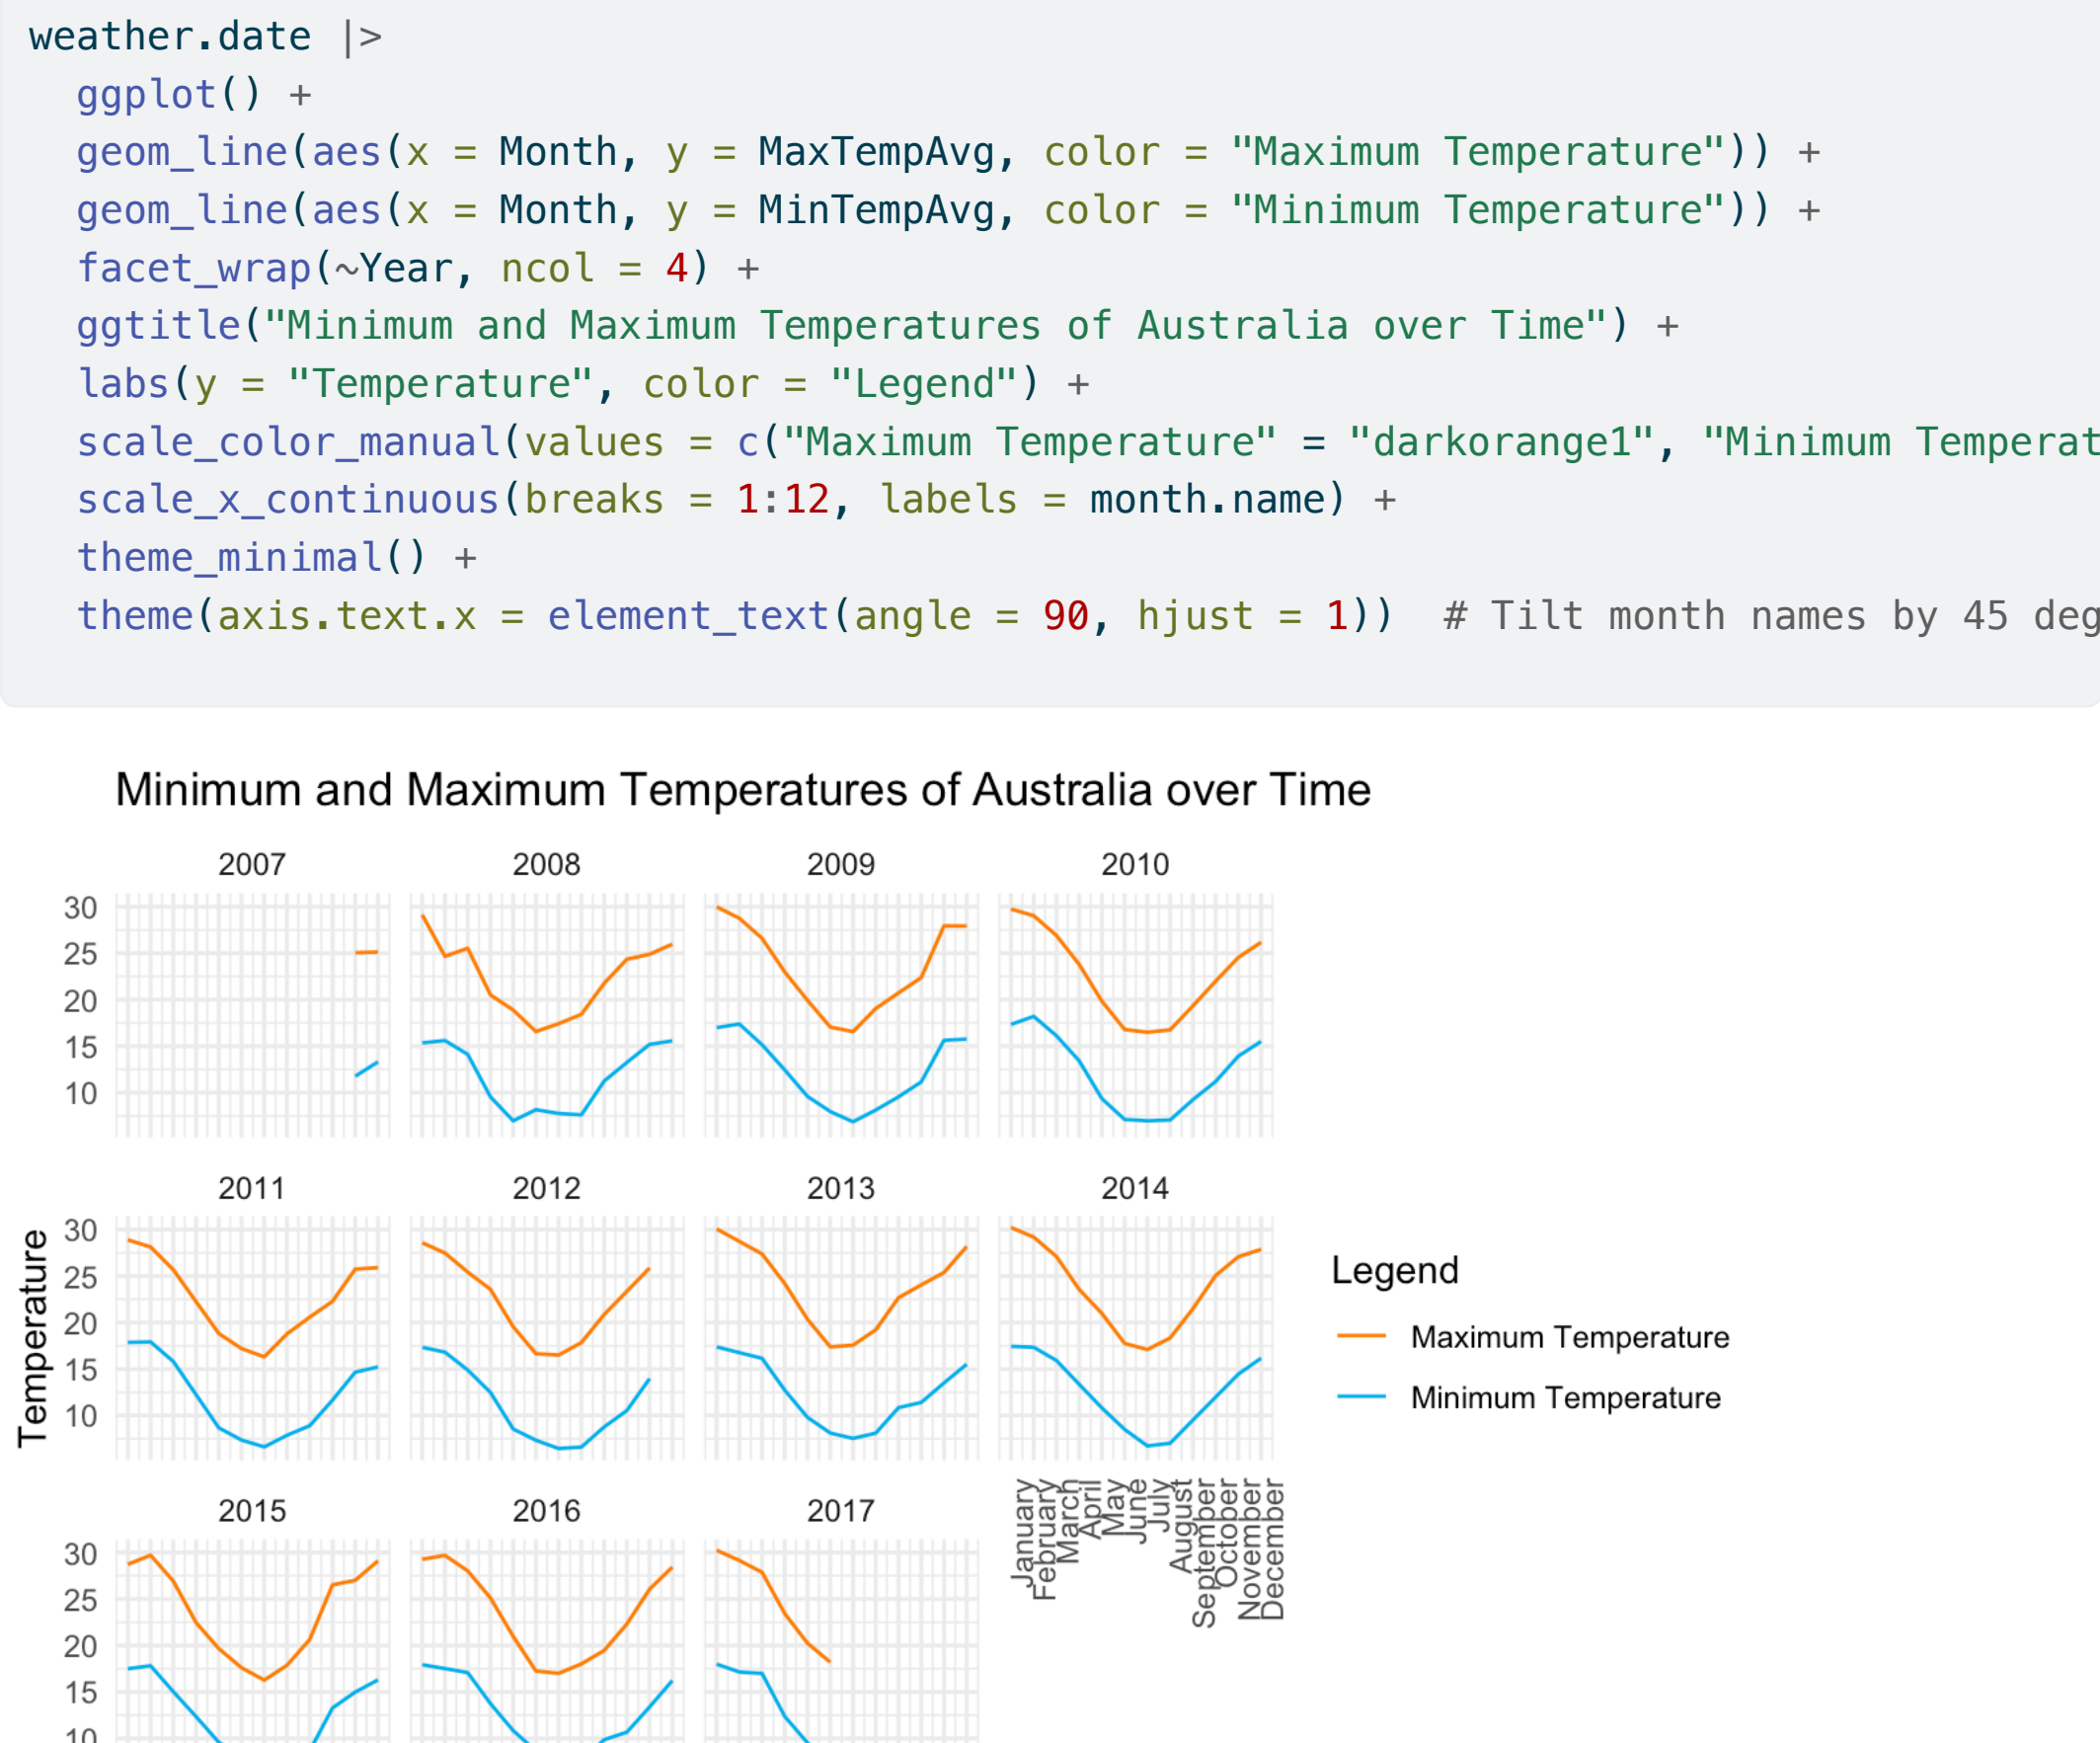 weather.date |>
ggplot() +
geom_line(aes(x = Month, y = MaxTempAvg, color = "Maximum Temperature")) +
geom_line(aes(x = Month, y = MinTempAvg, color = "Minimum Temperature")) +
facet_wrap(~Year, ncol = 4) +
ggtitle("Minimum and Maximum Temperatures of Australia over Time") +
labs(y = "Temperature", color = "Legend") +
scale_color_manual(values = c("Maximum Temperature" = "darkorange1", "Minimum Temperat
scale_x_continuous(breaks = 1:12, labels = month.name) +
theme_minimal() +
theme(axis.text.x = element_text(angle = 90, hjust = 1))  # Tilt month names by 45 deg
Minimum and Maximum Temperatures of Australia over Time
2007 2008 2009 2010
30
25
20
15
10
2011 2012 2013 2014
30
25
20
15
10
Temperature
Legend
Maximum Temperature
Minimum Temperature
January
February
March
April
May
June
July
August
September
October
November
December
2015 2016 2017
30
25
20
15
10